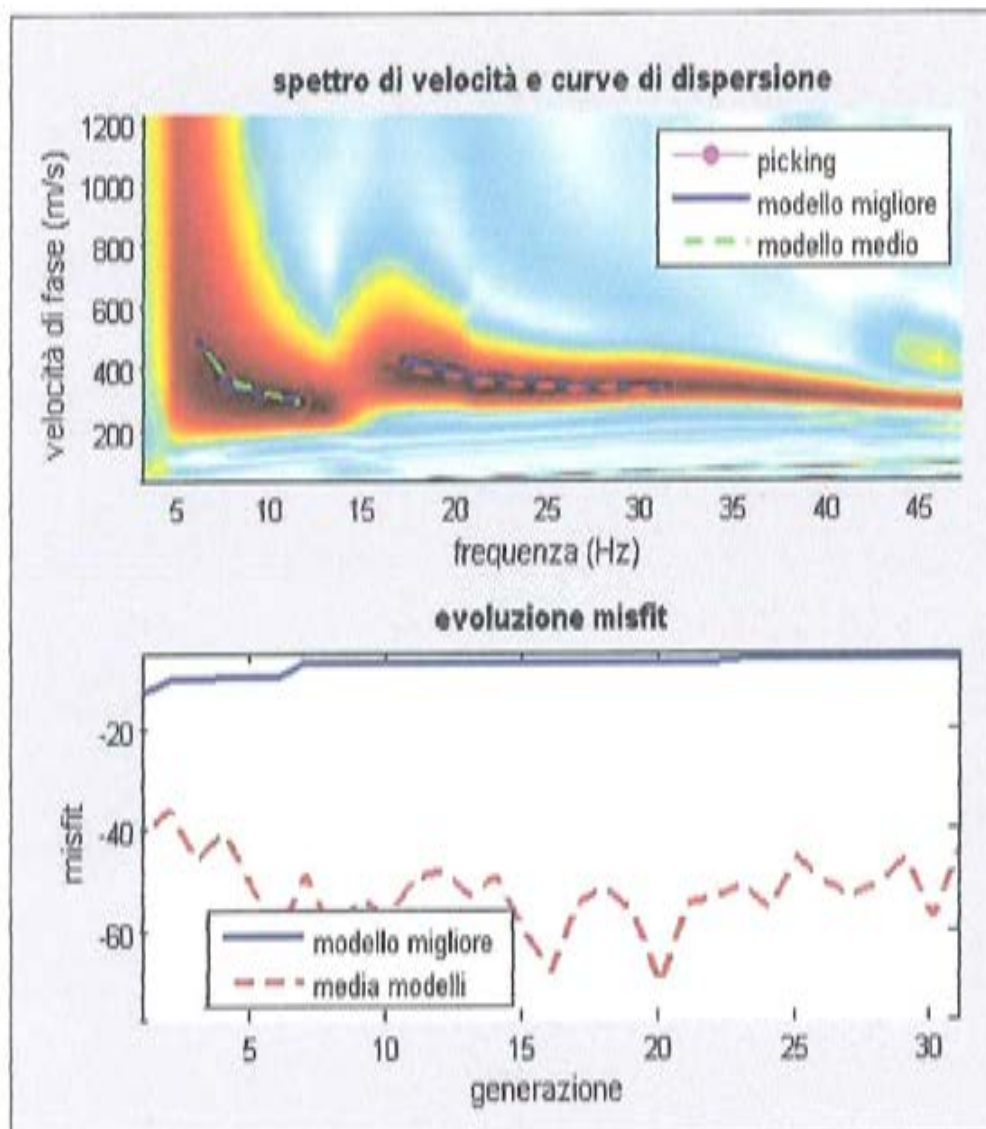 spettro di velocità e curve di dispersione
1200
1000
800
600
400
200
velocità di fase (m/s)
picking
modello migliore
modello medio
5 10 15 20 25 30 35 40 45
frequenza (Hz)
evoluzione misfit
-20
-40
-60
misfit
modello migliore
media modelli
5 10 15 20 25 30
generazione